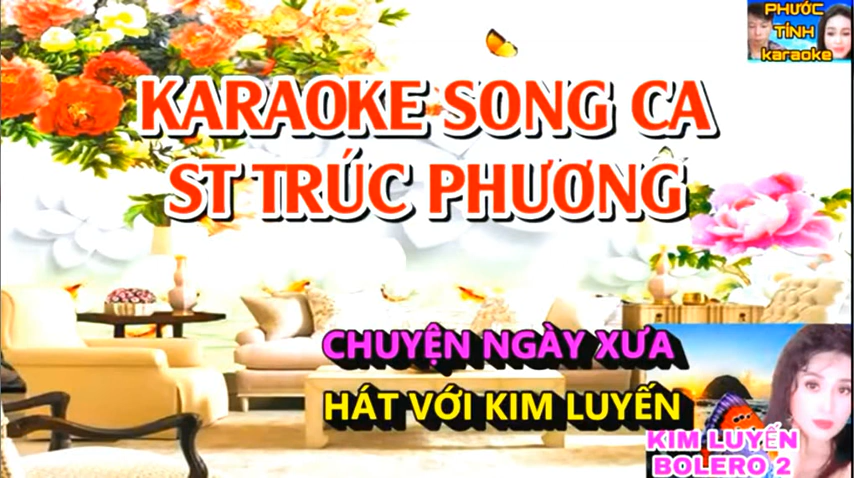 PHƯỚC
TÍNH
karaoke
KARAOKE SONG CA
ST TRÚC PHƯƠNG
CHUYỆN NGÀY XƯA
HÁT VỚI KIM LUYẾN
KIM LUYẾN
BOLERO 2